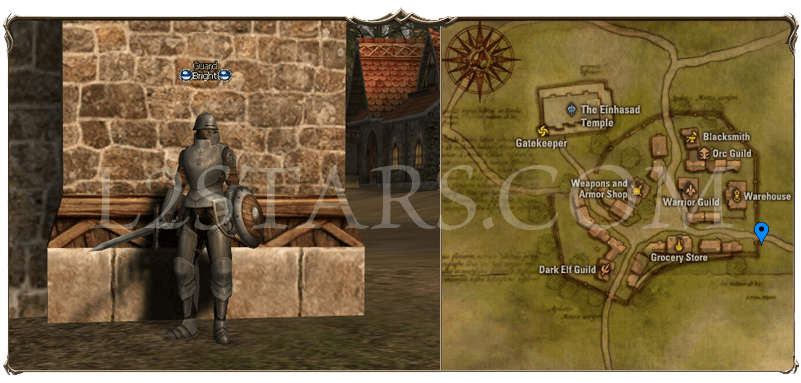 Guard
Bright
L2STARS.COM
The Einhasad
Temple
Gatekeeper
Blacksmith
Orc Guild
Weapons and
Armor Shop
Warrior Guild
Warehouse
Grocery Store
Dark Elf Guild